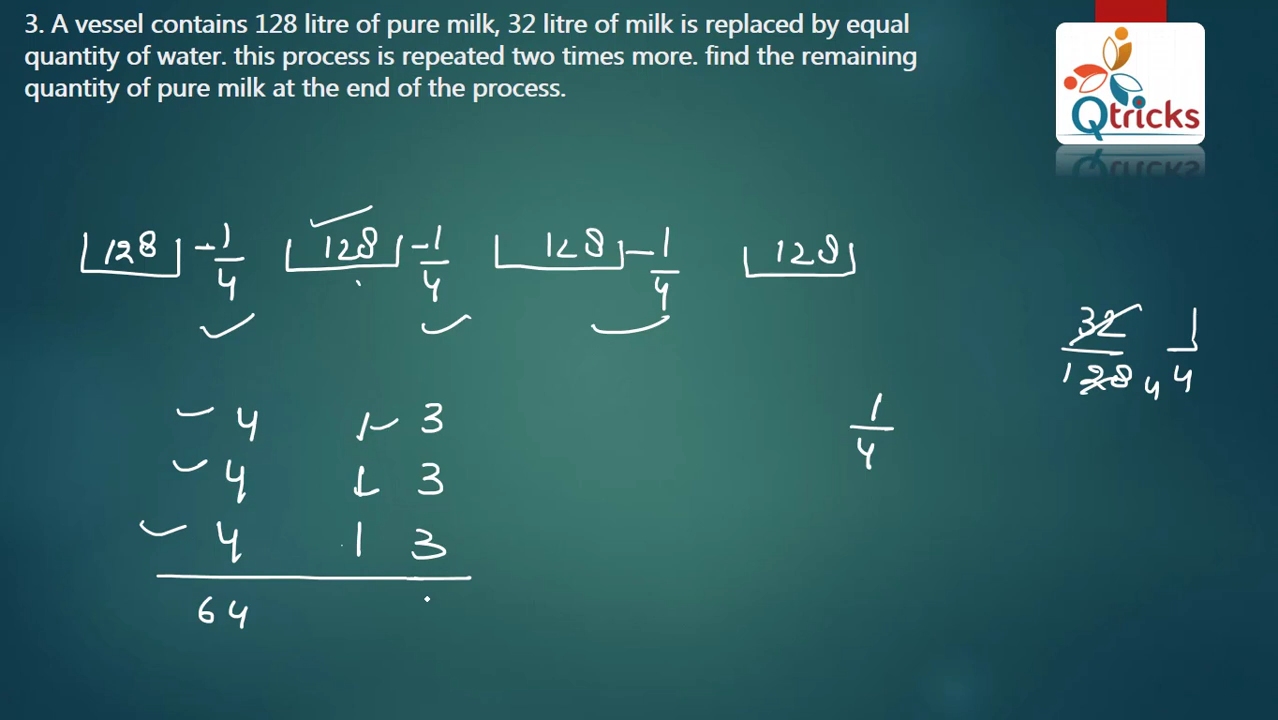 3. A vessel contains 128 litre of pure milk, 32 litre of milk is replaced by equal
quantity of water. this process is repeated two times more. find the remaining
quantity of pure milk at the end of the process.
Qtricks
128 - 1/4 128 - 1/4 128 - 1/4 128
32/128 4 1/4
1/4
4 1 3
4 1 3
4 1 3
64